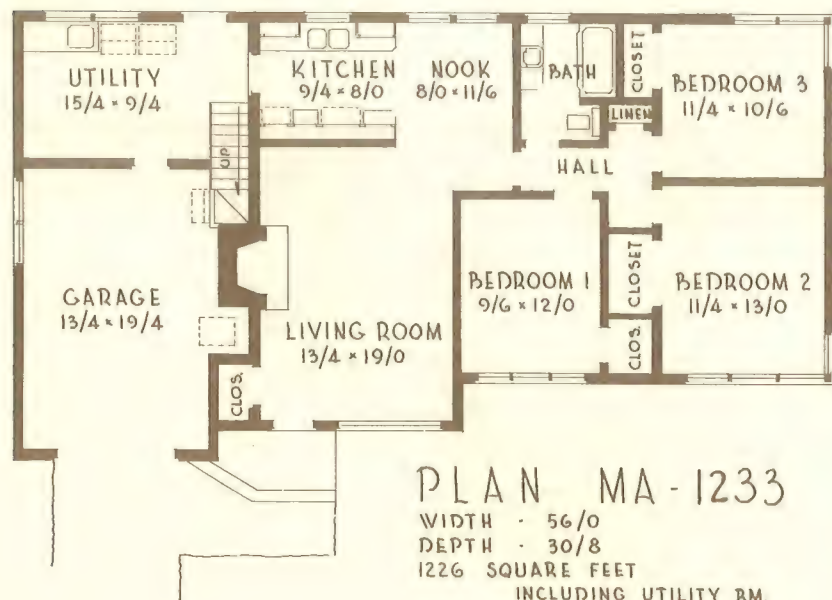 UTILITY
15/4 × 9/4
KITCHEN
9/4 × 8/0
NOOK
8/0 × 11/6
BATH
CLOSET
BEDROOM 3
11/4 × 10/6
LINEN
UP
HALL
GARAGE
13/4 × 19/4
LIVING ROOM
13/4 × 19/0
BEDROOM 1
9/6 × 12/0
CLOSET
BEDROOM 2
11/4 × 13/0
CLOS.
CLOS.
PLAN MA-1233
WIDTH - 56/0
DEPTH - 30/8
1226 SQUARE FEET
INCLUDING UTILITY RM.